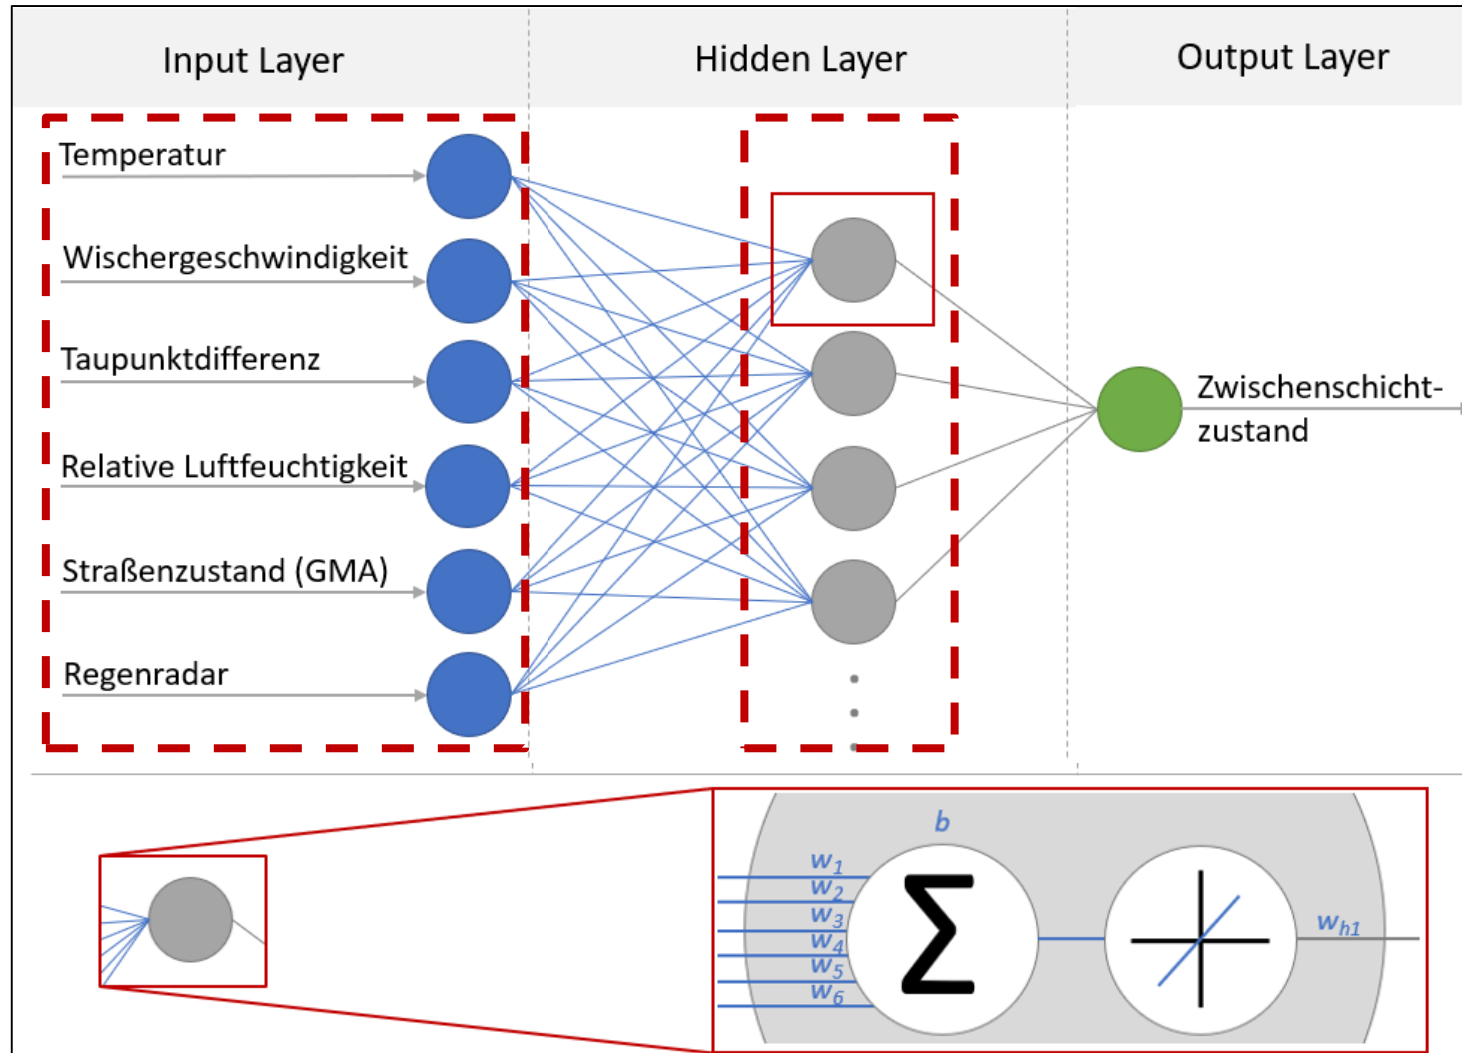 Input Layer
Hidden Layer
Output Layer
Temperatur
Wischergeschwindigkeit
Taupunktdifferenz
Relative Luftfeuchtigkeit
Straßenzustand (GMA)
Regenradar
Zwischenschicht-
zustand
b
w1
w2
w3
w4
w5
w6
Σ
wh1